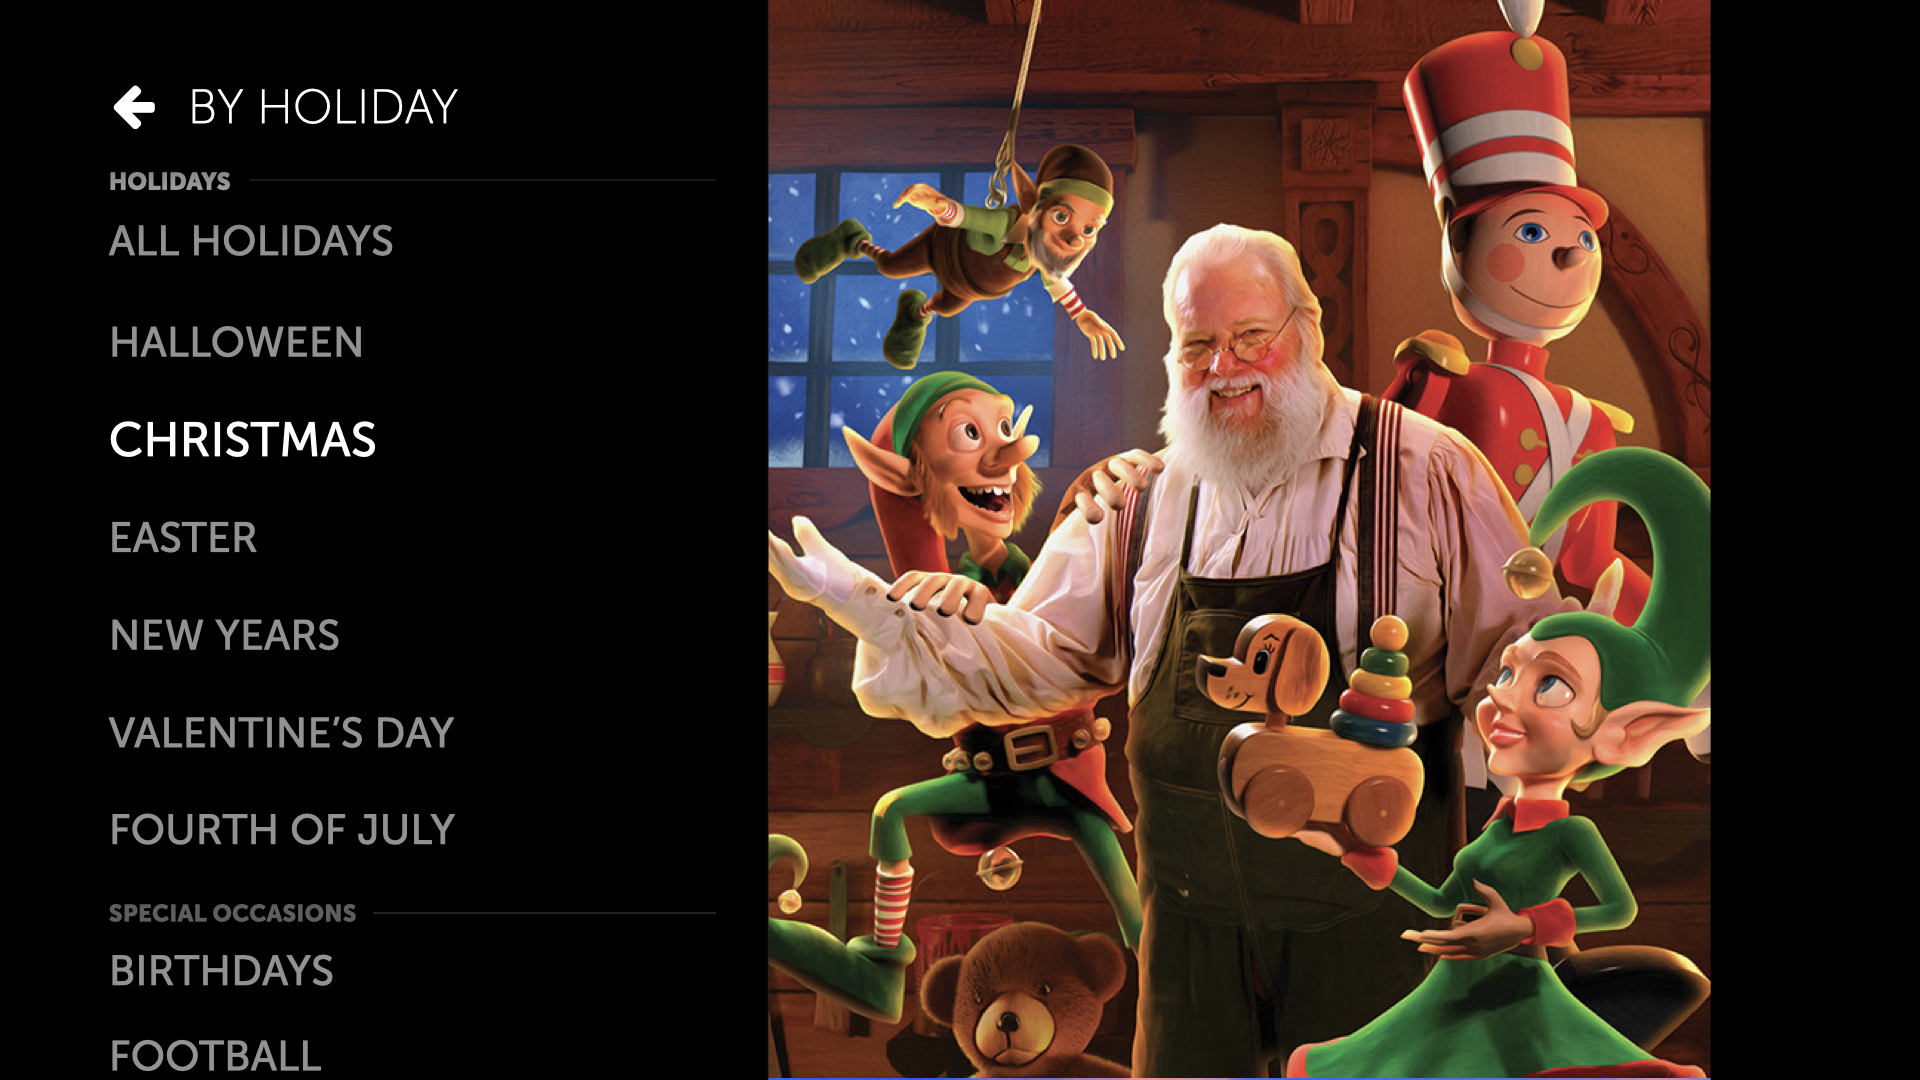 BY HOLIDAY
HOLIDAYS
ALL HOLIDAYS
HALLOWEEN
CHRISTMAS
EASTER
NEW YEARS
VALENTINE’S DAY
FOURTH OF JULY
SPECIAL OCCASIONS
BIRTHDAYS
FOOTBALL